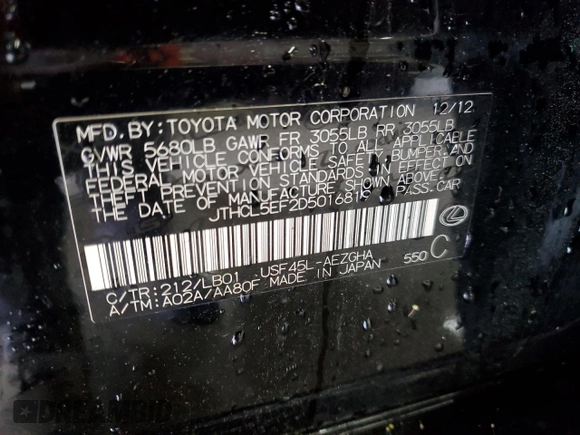 MFD. BY: TOYOTA MOTOR CORPORATION 12/12
GVWR 5680LB GAWR FR 3055LB RR 3055LB
THIS VEHICLE CONFORMS TO ALL APPLICABLE
FEDERAL MOTOR VEHICLE SAFETY, BUMPER, AND
THEFT PREVENTION STANDARDS IN EFFECT ON
THE DATE OF MANUFACTURE SHOWN ABOVE.
PASS. CAR
C/TR: 212/LB01 USF45L-AEZGHA
A/TM: A02A/AA80F MADE IN JAPAN
550 C
DREAMBID